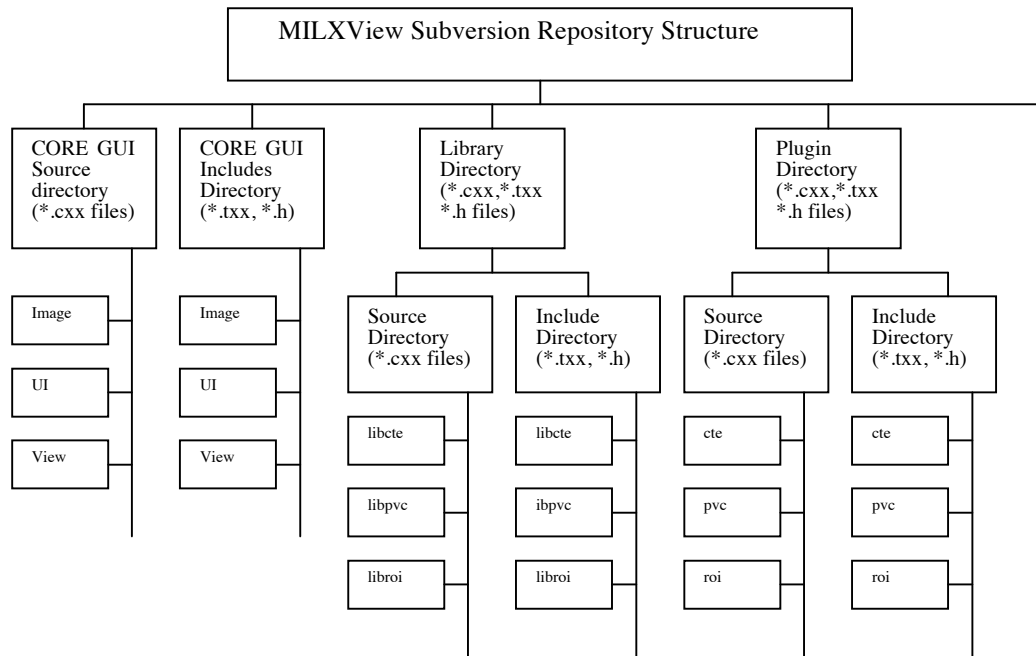 MILXView Subversion Repository Structure
CORE GUI
Source
directory
(*.cxx files)
CORE GUI
Includes
Directory
(*.txx, *.h)
Library
Directory
(*.cxx,*.txx
*.h files)
Plugin
Directory
(*.cxx,*.txx
*.h files)
Image
UI
View
Image
UI
View
Source
Directory
(*.cxx files)
Include
Directory
(*.txx, *.h)
Source
Directory
(*.cxx files)
Include
Directory
(*.txx, *.h)
libcte
libpvc
libroi
libcte
ibpvc
libroi
cte
pvc
roi
cte
pvc
roi